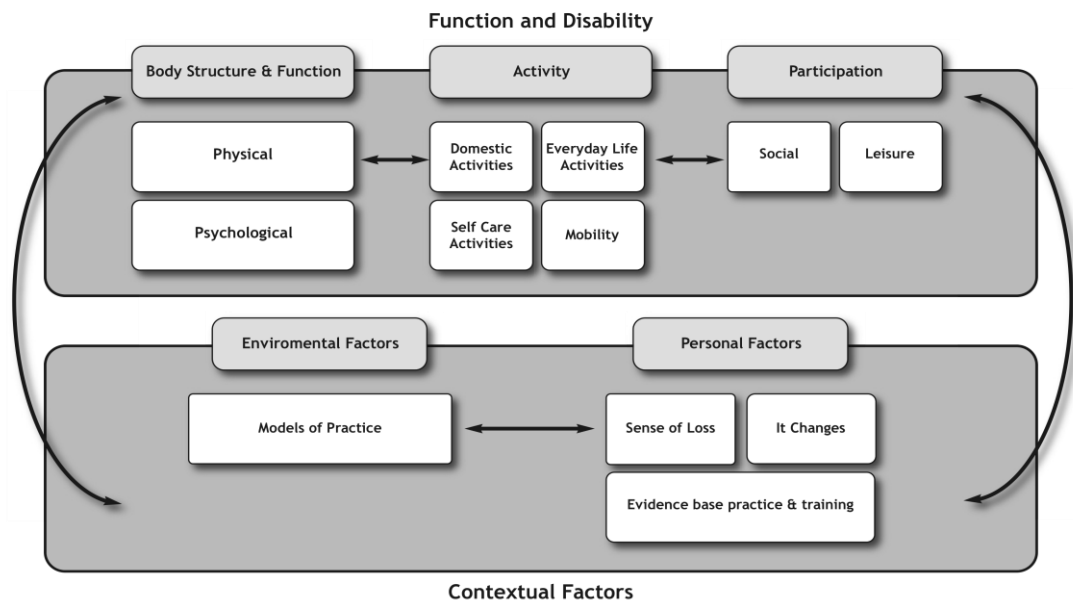 Function and Disability
Body Structure & Function
Activity
Participation
Physical
Domestic
Activities
Everyday Life
Activities
Social
Leisure
Psychological
Self Care
Activities
Mobility
Enviromental Factors
Personal Factors
Models of Practice
Sense of Loss
It Changes
Evidence base practice & training
Contextual Factors